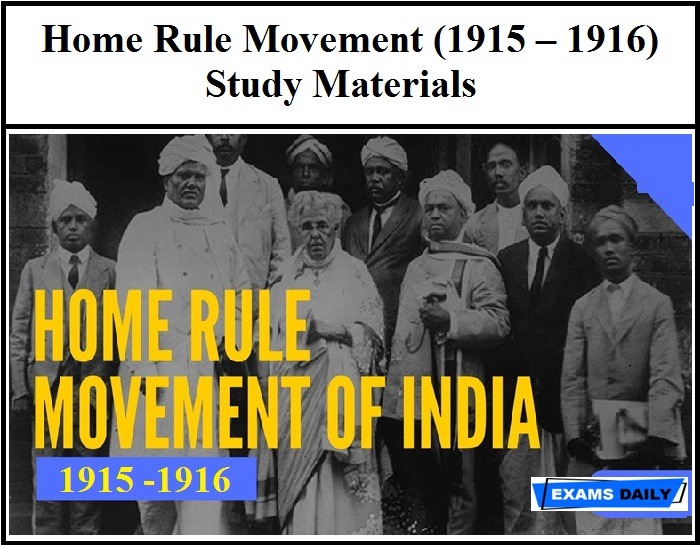 Home Rule Movement (1915 – 1916)
Study Materials
HOME RULE
MOVEMENT OF INDIA
1915 -1916
EXAMS DAILY